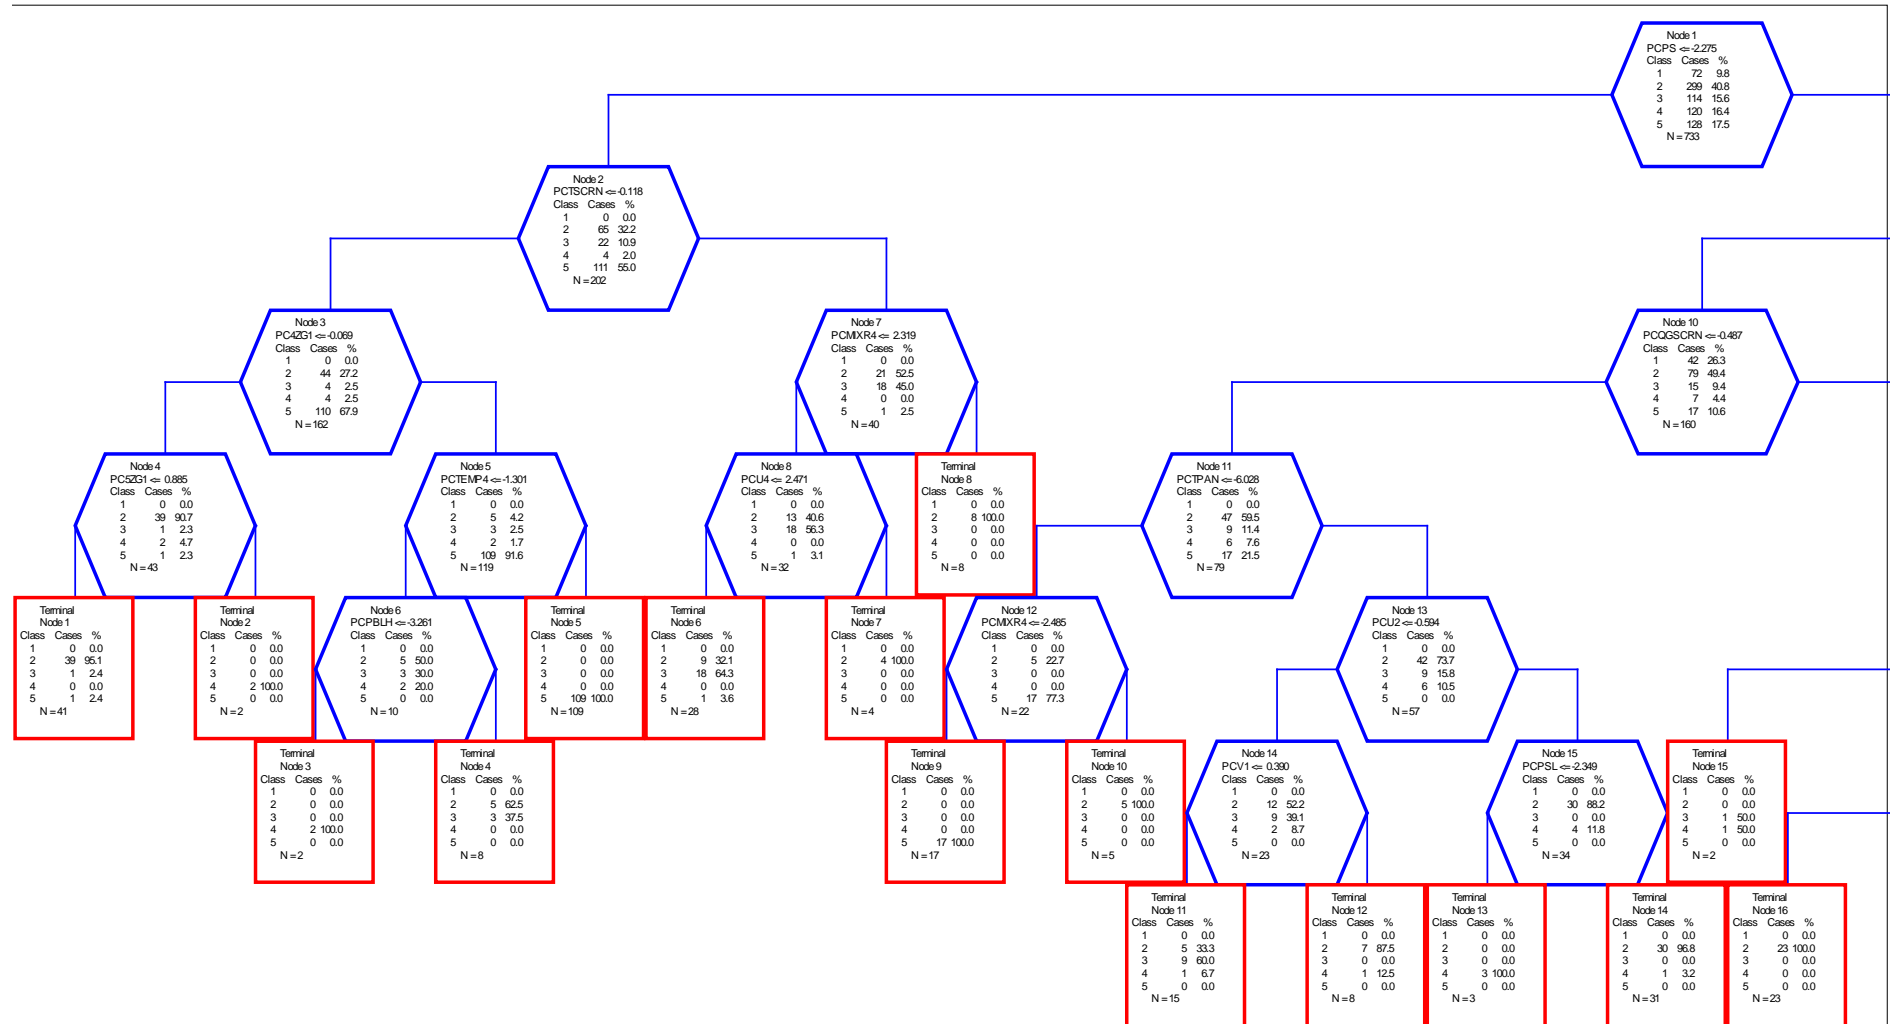 Node 1
PCPS <= -2.275
Class Cases %
1 72 9.8
2 299 40.8
3 114 15.6
4 120 16.4
5 128 17.5
N = 733
Node 2
PCTSCRN <= -0.118
Class Cases %
1 0 0.0
2 65 32.2
3 22 10.9
4 4 2.0
5 111 55.0
N = 202
Node 3
PC4ZG1 <= -0.069
Class Cases %
1 0 0.0
2 44 27.2
3 4 2.5
4 4 2.5
5 110 67.9
N = 162
Node 7
PCMIXR4 <= 2.319
Class Cases %
1 0 0.0
2 21 52.5
3 18 45.0
4 0 0.0
5 1 2.5
N = 40
Node 10
PCQGSCRN <= -0.487
Class Cases %
1 42 26.3
2 79 49.4
3 15 9.4
4 7 4.4
5 17 10.6
N = 160
Node 4
PC5ZG1 <= 0.885
Class Cases %
1 0 0.0
2 39 90.7
3 1 2.3
4 2 4.7
5 1 2.3
N = 43
Node 5
PCTEMP4 <= -1.301
Class Cases %
1 0 0.0
2 5 4.2
3 3 2.5
4 2 1.7
5 109 91.6
N = 119
Node 8
PCU4 <= 2.471
Class Cases %
1 0 0.0
2 13 40.6
3 18 56.3
4 0 0.0
5 1 3.1
N = 32
Terminal
Node 8
Class Cases %
1 0 0.0
2 8 100.0
3 0 0.0
4 0 0.0
5 0 0.0
N = 8
Node 11
PCTPAN <= -6.028
Class Cases %
1 0 0.0
2 47 59.5
3 9 11.4
4 6 7.6
5 17 21.5
N = 79
Terminal
Node 1
Class Cases %
1 0 0.0
2 39 95.1
3 1 2.4
4 0 0.0
5 1 2.4
N = 41
Terminal
Node 2
Class Cases %
1 0 0.0
2 0 0.0
3 0 0.0
4 2 100.0
5 0 0.0
N = 2
Node 6
PCPBLH <= -3.261
Class Cases %
1 0 0.0
2 5 50.0
3 3 30.0
4 2 20.0
5 0 0.0
N = 10
Terminal
Node 5
Class Cases %
1 0 0.0
2 0 0.0
3 0 0.0
4 0 0.0
5 109 100.0
N = 109
Terminal
Node 6
Class Cases %
1 0 0.0
2 9 32.1
3 18 64.3
4 0 0.0
5 1 3.6
N = 28
Terminal
Node 7
Class Cases %
1 0 0.0
2 4 100.0
3 0 0.0
4 0 0.0
5 0 0.0
N = 4
Node 12
PCMIXR4 <= -2.485
Class Cases %
1 0 0.0
2 5 22.7
3 0 0.0
4 0 0.0
5 17 77.3
N = 22
Node 13
PCU2 <= -0.594
Class Cases %
1 0 0.0
2 42 73.7
3 9 15.8
4 6 10.5
5 0 0.0
N = 57
Terminal
Node 3
Class Cases %
1 0 0.0
2 0 0.0
3 0 0.0
4 2 100.0
5 0 0.0
N = 2
Terminal
Node 4
Class Cases %
1 0 0.0
2 5 62.5
3 3 37.5
4 0 0.0
5 0 0.0
N = 8
Terminal
Node 9
Class Cases %
1 0 0.0
2 0 0.0
3 0 0.0
4 0 0.0
5 17 100.0
N = 17
Terminal
Node 10
Class Cases %
1 0 0.0
2 5 100.0
3 0 0.0
4 0 0.0
5 0 0.0
N = 5
Node 14
PCV1 <= 0.390
Class Cases %
1 0 0.0
2 12 52.2
3 9 39.1
4 2 8.7
5 0 0.0
N = 23
Node 15
PCPSL <= -2.349
Class Cases %
1 0 0.0
2 30 88.2
3 0 0.0
4 4 11.8
5 0 0.0
N = 34
Terminal
Node 15
Class Cases %
1 0 0.0
2 0 0.0
3 1 50.0
4 1 50.0
5 0 0.0
N = 2
Terminal
Node 11
Class Cases %
1 0 0.0
2 5 33.3
3 9 60.0
4 1 6.7
5 0 0.0
N = 15
Terminal
Node 12
Class Cases %
1 0 0.0
2 7 87.5
3 0 0.0
4 1 12.5
5 0 0.0
N = 8
Terminal
Node 13
Class Cases %
1 0 0.0
2 0 0.0
3 0 0.0
4 3 100.0
5 0 0.0
N = 3
Terminal
Node 14
Class Cases %
1 0 0.0
2 30 96.8
3 0 0.0
4 1 3.2
5 0 0.0
N = 31
Terminal
Node 16
Class Cases %
1 0 0.0
2 23 100.0
3 0 0.0
4 0 0.0
5 0 0.0
N = 23